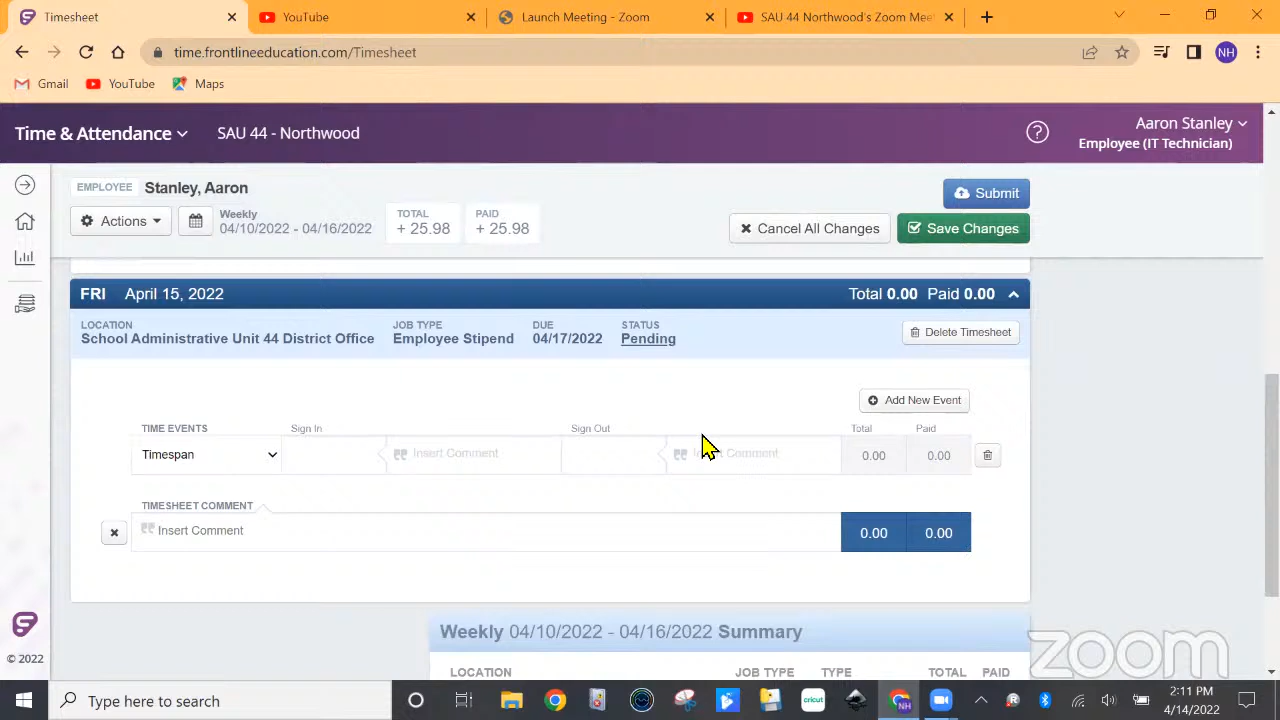 Timesheet
YouTube
Launch Meeting - Zoom
SAU 44 Northwood's Zoom Mee
time.frontlineeducation.com/Timesheet
NH
Gmail
YouTube
Maps
Time & Attendance
SAU 44 - Northwood
?
Aaron Stanley
Employee (IT Technician)
EMPLOYEE
Stanley, Aaron
Submit
Actions
Weekly
04/10/2022 - 04/16/2022
TOTAL
+ 25.98
PAID
+ 25.98
Cancel All Changes
Save Changes
FRI April 15, 2022
Total 0.00 Paid 0.00
LOCATION
School Administrative Unit 44 District Office
JOB TYPE
Employee Stipend
DUE
04/17/2022
STATUS
Pending
Delete Timesheet
Add New Event
TIME EVENTS
Sign In
Sign Out
Total
Paid
Timespan
Insert Comment
Comment
0.00
0.00
TIMESHEET COMMENT
Insert Comment
0.00
0.00
Weekly 04/10/2022 - 04/16/2022 Summary
LOCATION
JOB TYPE
TYPE
TOTAL
PAID
© 2022
zoom
Type here to search
cricut
NH
2:11 PM
4/14/2022